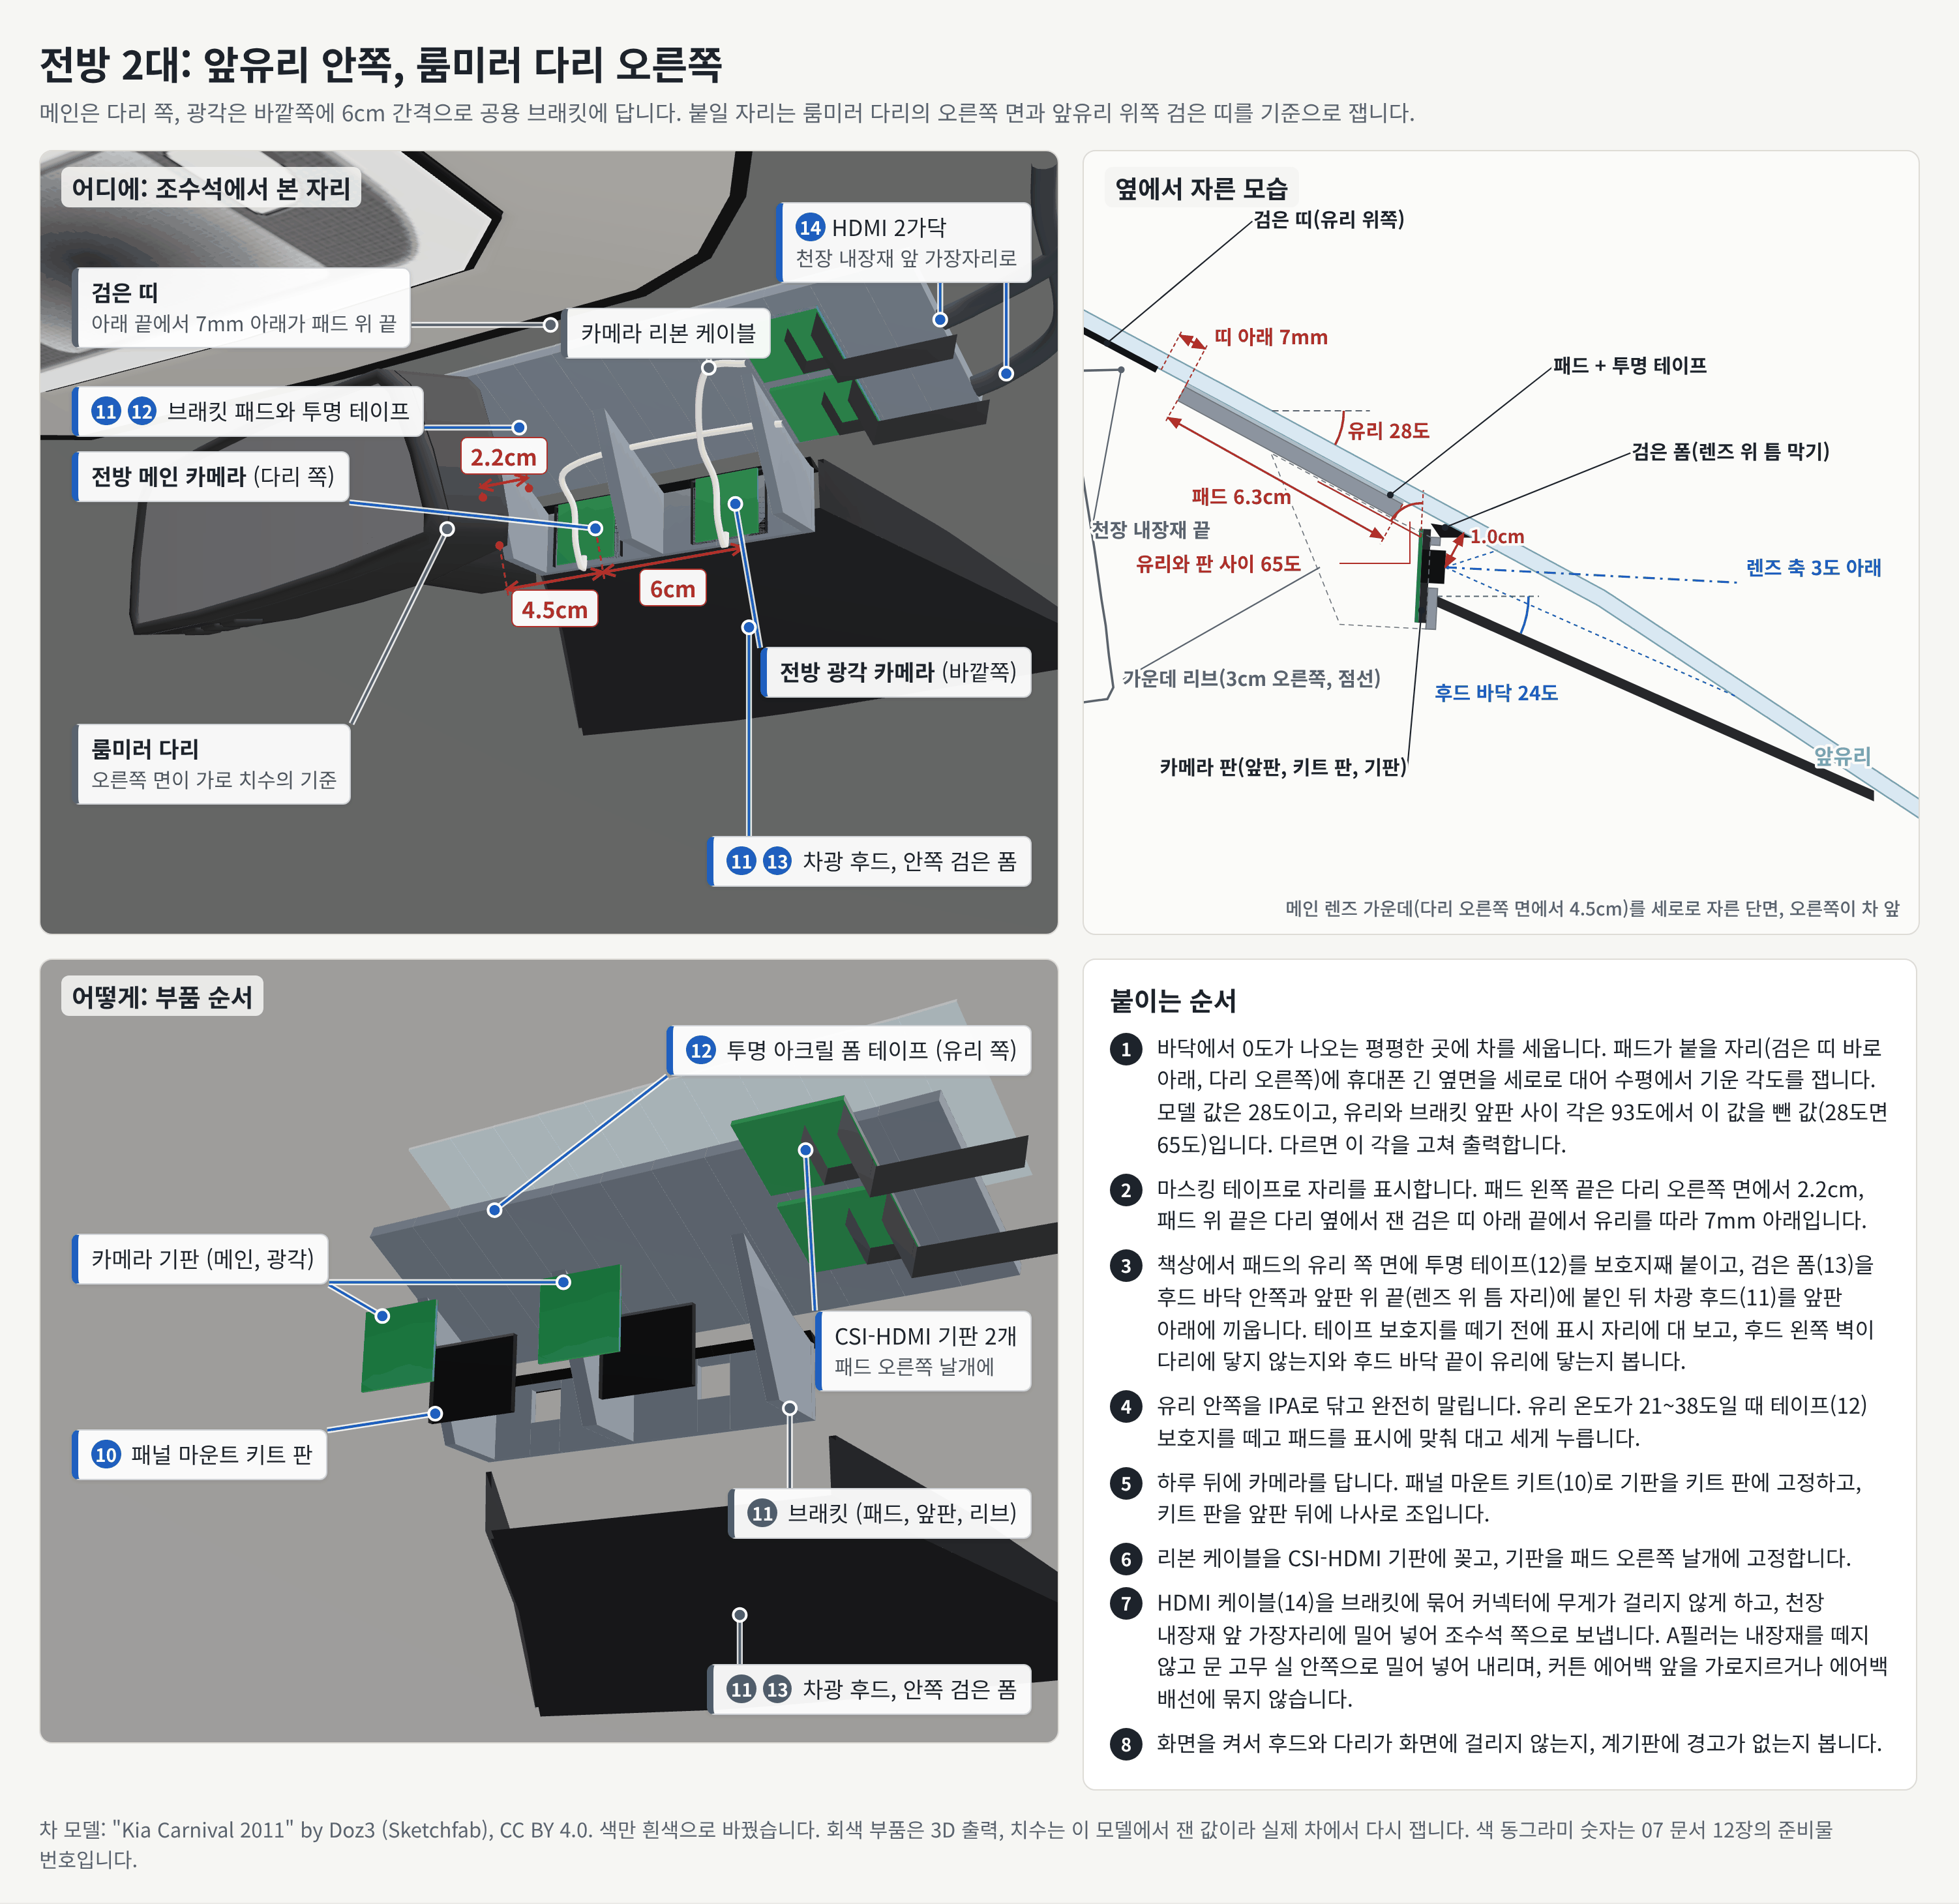 전방 2대: 앞유리 안쪽, 룸미러 다리 오른쪽
메인은 다리 쪽, 광각은 바깥쪽에 6cm 간격으로 공용 브래킷에 답니다. 붙일 자리는 룸미러 다리의 오른쪽 면과 앞유리 위쪽 검은 띠를 기준으로 잽니다.
어디에: 조수석에서 본 자리
14 HDMI 2가닥
천장 내장재 앞 가장자리로
검은 띠
아래 끝에서 7mm 아래가 패드 위 끝
카메라 리본 케이블
11 12 브래킷 패드와 투명 테이프
2.2cm
전방 메인 카메라 (다리 쪽)
4.5cm
6cm
전방 광각 카메라 (바깥쪽)
룸미러 다리
오른쪽 면이 가로 치수의 기준
11 13 차광 후드, 안쪽 검은 폼
옆에서 자른 모습
검은 띠(유리 위쪽)
띠 아래 7mm
패드 + 투명 테이프
유리 28도
검은 폼(렌즈 위 틈 막기)
패드 6.3cm
천장 내장재 끝
1.0cm
유리와 판 사이 65도
렌즈 축 3도 아래
가운데 리브(3cm 오른쪽, 점선)
후드 바닥 24도
앞유리
카메라 판(앞판, 키트 판, 기판)
메인 렌즈 가운데(다리 오른쪽 면에서 4.5cm)를 세로로 자른 단면, 오른쪽이 차 앞
어떻게: 부품 순서
12 투명 아크릴 폼 테이프 (유리 쪽)
카메라 기판 (메인, 광각)
CSI-HDMI 기판 2개
패드 오른쪽 날개에
10 패널 마운트 키트 판
11 브래킷 (패드, 앞판, 리브)
11 13 차광 후드, 안쪽 검은 폼
붙이는 순서
1 바닥에서 0도가 나오는 평평한 곳에 차를 세웁니다. 패드가 붙을 자리(검은 띠 바로
아래, 다리 오른쪽)에 휴대폰 긴 옆면을 세로로 대어 수평에서 기운 각도를 잽니다.
모델 값은 28도이고, 유리와 브래킷 앞판 사이 각은 93도에서 이 값을 뺀 값(28도면
65도)입니다. 다르면 이 각을 고쳐 출력합니다.
2 마스킹 테이프로 자리를 표시합니다. 패드 왼쪽 끝은 다리 오른쪽 면에서 2.2cm,
패드 위 끝은 다리 옆에서 잰 검은 띠 아래 끝에서 유리를 따라 7mm 아래입니다.
3 책상에서 패드의 유리 쪽 면에 투명 테이프(12)를 보호지째 붙이고, 검은 폼(13)을
후드 바닥 안쪽과 앞판 위 끝(렌즈 위 틈 자리)에 붙인 뒤 차광 후드(11)를 앞판
아래에 끼웁니다. 테이프 보호지를 떼기 전에 표시 자리에 대 보고, 후드 왼쪽 벽이
다리에 닿지 않는지와 후드 바닥 끝이 유리에 닿는지 봅니다.
4 유리 안쪽을 IPA로 닦고 완전히 말립니다. 유리 온도가 21~38도일 때 테이프(12)
보호지를 떼고 패드를 표시에 맞춰 대고 세게 누릅니다.
5 하루 뒤에 카메라를 답니다. 패널 마운트 키트(10)로 기판을 키트 판에 고정하고,
키트 판을 앞판 뒤에 나사로 조입니다.
6 리본 케이블을 CSI-HDMI 기판에 꽂고, 기판을 패드 오른쪽 날개에 고정합니다.
7 HDMI 케이블(14)을 브래킷에 묶어 커넥터에 무게가 걸리지 않게 하고, 천장
내장재 앞 가장자리에 밀어 넣어 조수석 쪽으로 보냅니다. A필러는 내장재를 떼지
않고 문 고무 실 안쪽으로 밀어 넣어 내리며, 커튼 에어백 앞을 가로지르거나 에어백
배선에 묶지 않습니다.
8 화면을 켜서 후드와 다리가 화면에 걸리지 않는지, 계기판에 경고가 없는지 봅니다.
차 모델: "Kia Carnival 2011" by Doz3 (Sketchfab), CC BY 4.0. 색만 흰색으로 바꿨습니다. 회색 부품은 3D 출력, 치수는 이 모델에서 잰 값이라 실제 차에서 다시 잽니다. 색 동그라미 숫자는 07 문서 12장의 준비물
번호입니다.